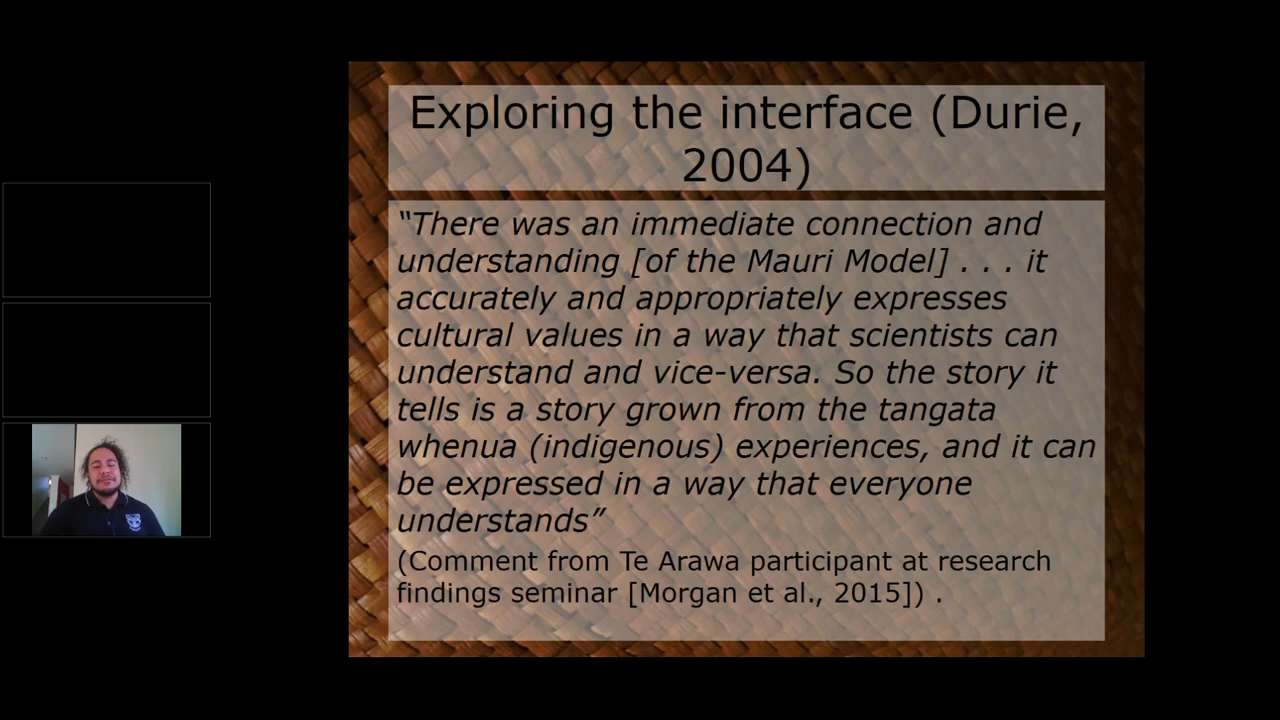 Exploring the interface (Durie,
2004)
“There was an immediate connection and
understanding [of the Mauri Model] . . . it
accurately and appropriately expresses
cultural values in a way that scientists can
understand and vice-versa. So the story it
tells is a story grown from the tangata
whenua (indigenous) experiences, and it can
be expressed in a way that everyone
understands”
(Comment from Te Arawa participant at research
findings seminar [Morgan et al., 2015]) .